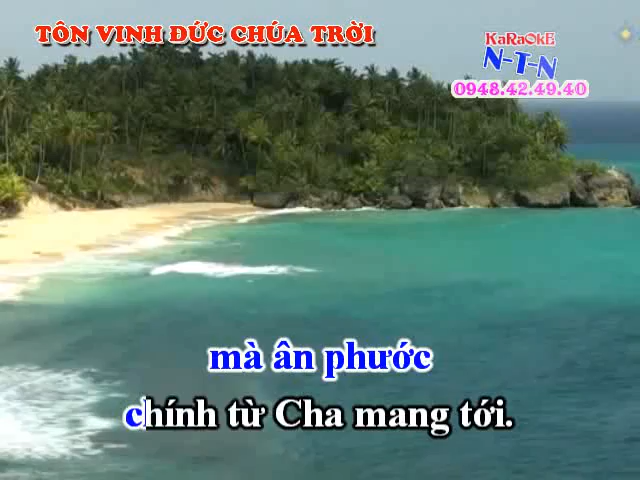 TÔN VINH ĐỨC CHÚA TRỜI
KaRaOkE
N-T-N
0948.42.49.40
mà ân phước
chính từ Cha mang tới.